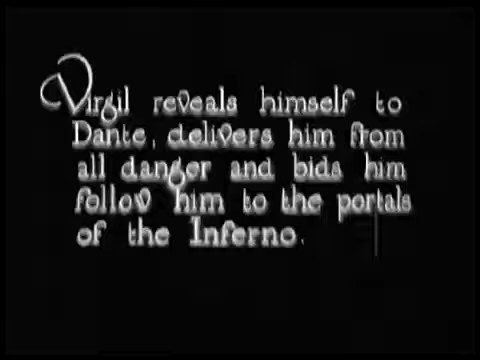 Virgil reveals himself to
Dante, delivers him from
all danger and bids him
follow him to the portals
of the Inferno.